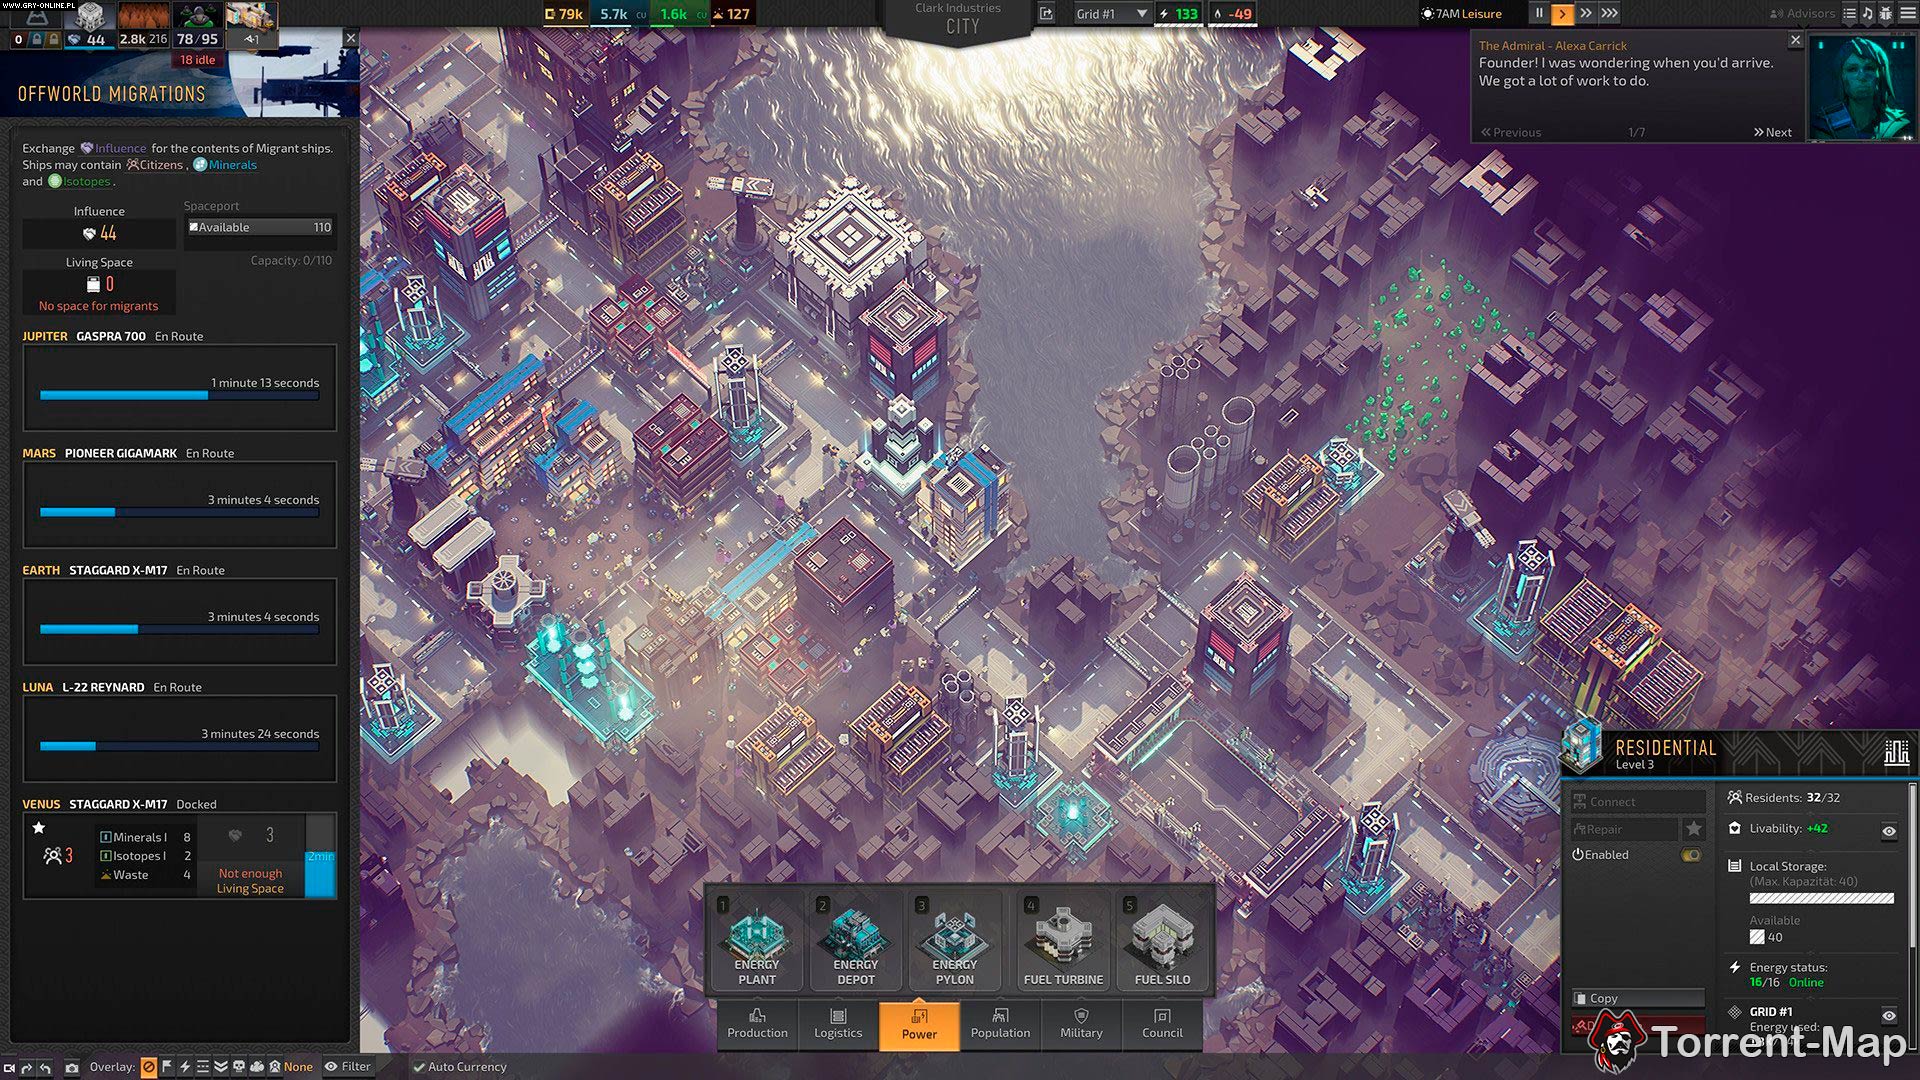 WWW.GRY-ONLINE.PL
0
44
2.8k 216
78/95
1
18 idle
79k
5.7k CU
1.6k CU
127
Clark Industries
CITY
Grid #1
133
-49
7AM Leisure
Advisors
OFFWORLD MIGRATIONS
Exchange Influence for the contents of Migrant ships.
Ships may contain Citizens , Minerals
and Isotopes .
Influence
44
Spaceport
Available 110
Capacity: 0/110
Living Space
0
No space for migrants
JUPITER GASPRA 700 En Route
1 minute 13 seconds
MARS PIONEER GIGAMARK En Route
3 minutes 4 seconds
EARTH STAGGARD X-M17 En Route
3 minutes 4 seconds
LUNA L-22 REYNARD En Route
3 minutes 24 seconds
VENUS STAGGARD X-M17 Docked
3
Minerals I 8
Isotopes I 2
Waste 4
3
Not enough
Living Space
2min
Overlay:
None
Filter
Auto Currency
The Admiral - Alexa Carrick
Founder! I was wondering when you'd arrive.
We got a lot of work to do.
Previous
1/7
Next
1
ENERGY
PLANT
2
ENERGY
DEPOT
3
ENERGY
PYLON
4
FUEL TURBINE
5
FUEL SILO
Production
Logistics
Power
Population
Military
Council
RESIDENTIAL
Level 3
Connect
Repair
Enabled
Copy
Residents: 32/32
Livability: +42
Local Storage:
(Max. Kapazität: 40)
Available
40
Energy status:
16/16 Online
GRID #1
Energy used:
Torrent-Map